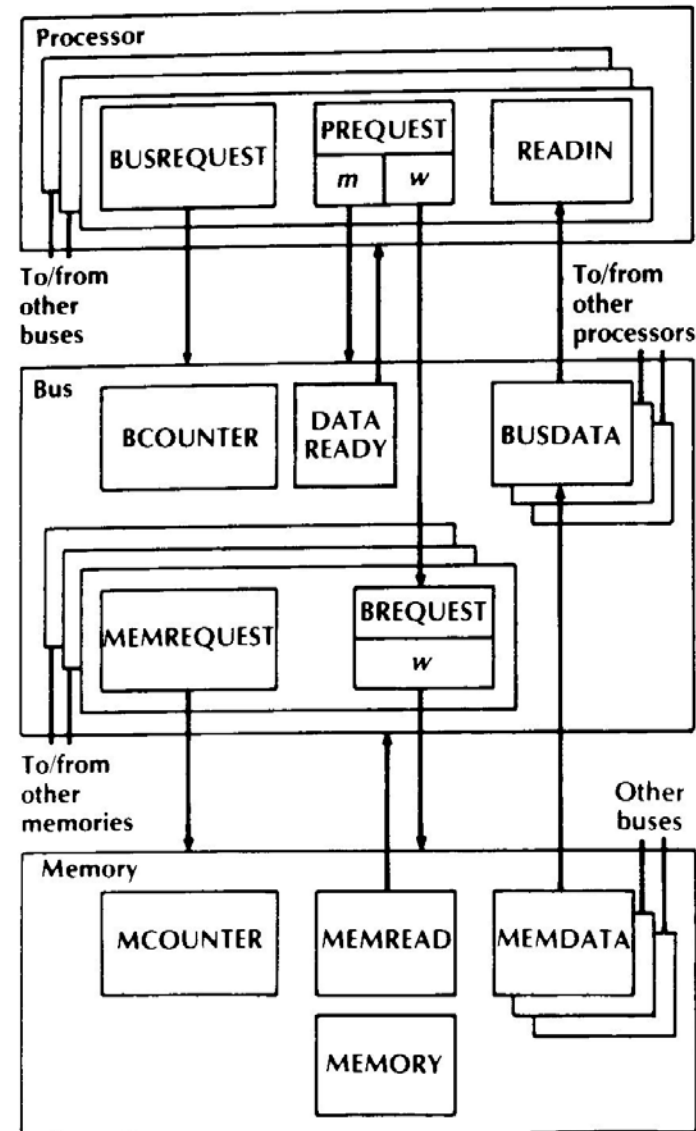 Processor
BUSREQUEST
PREQUEST
m
w
READIN
To/from
other
buses
To/from
other
processors
Bus
BCOUNTER
DATA
READY
BUSDATA
MEMREQUEST
BREQUEST
w
To/from
other
memories
Other
buses
Memory
MCOUNTER
MEMREAD
MEMDATA
MEMORY